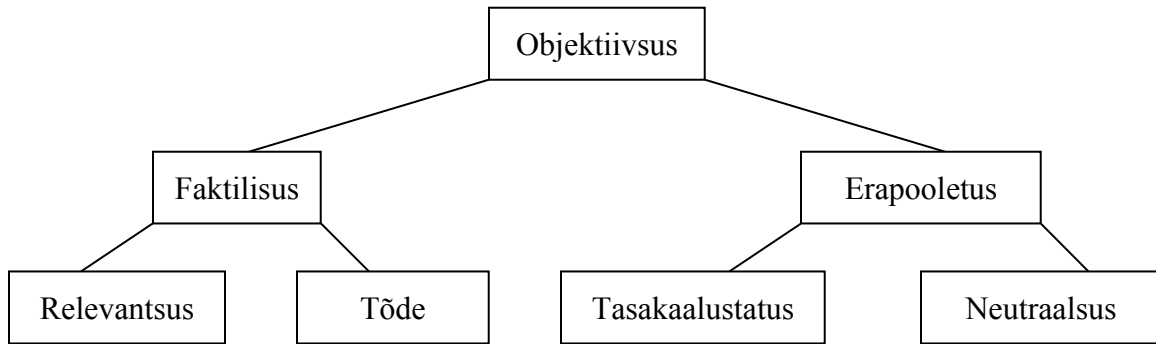 Objektiivsus
Faktilisus
Erapooletus
Relevantsus
Tõde
Tasakaalustatus
Neutraalsus